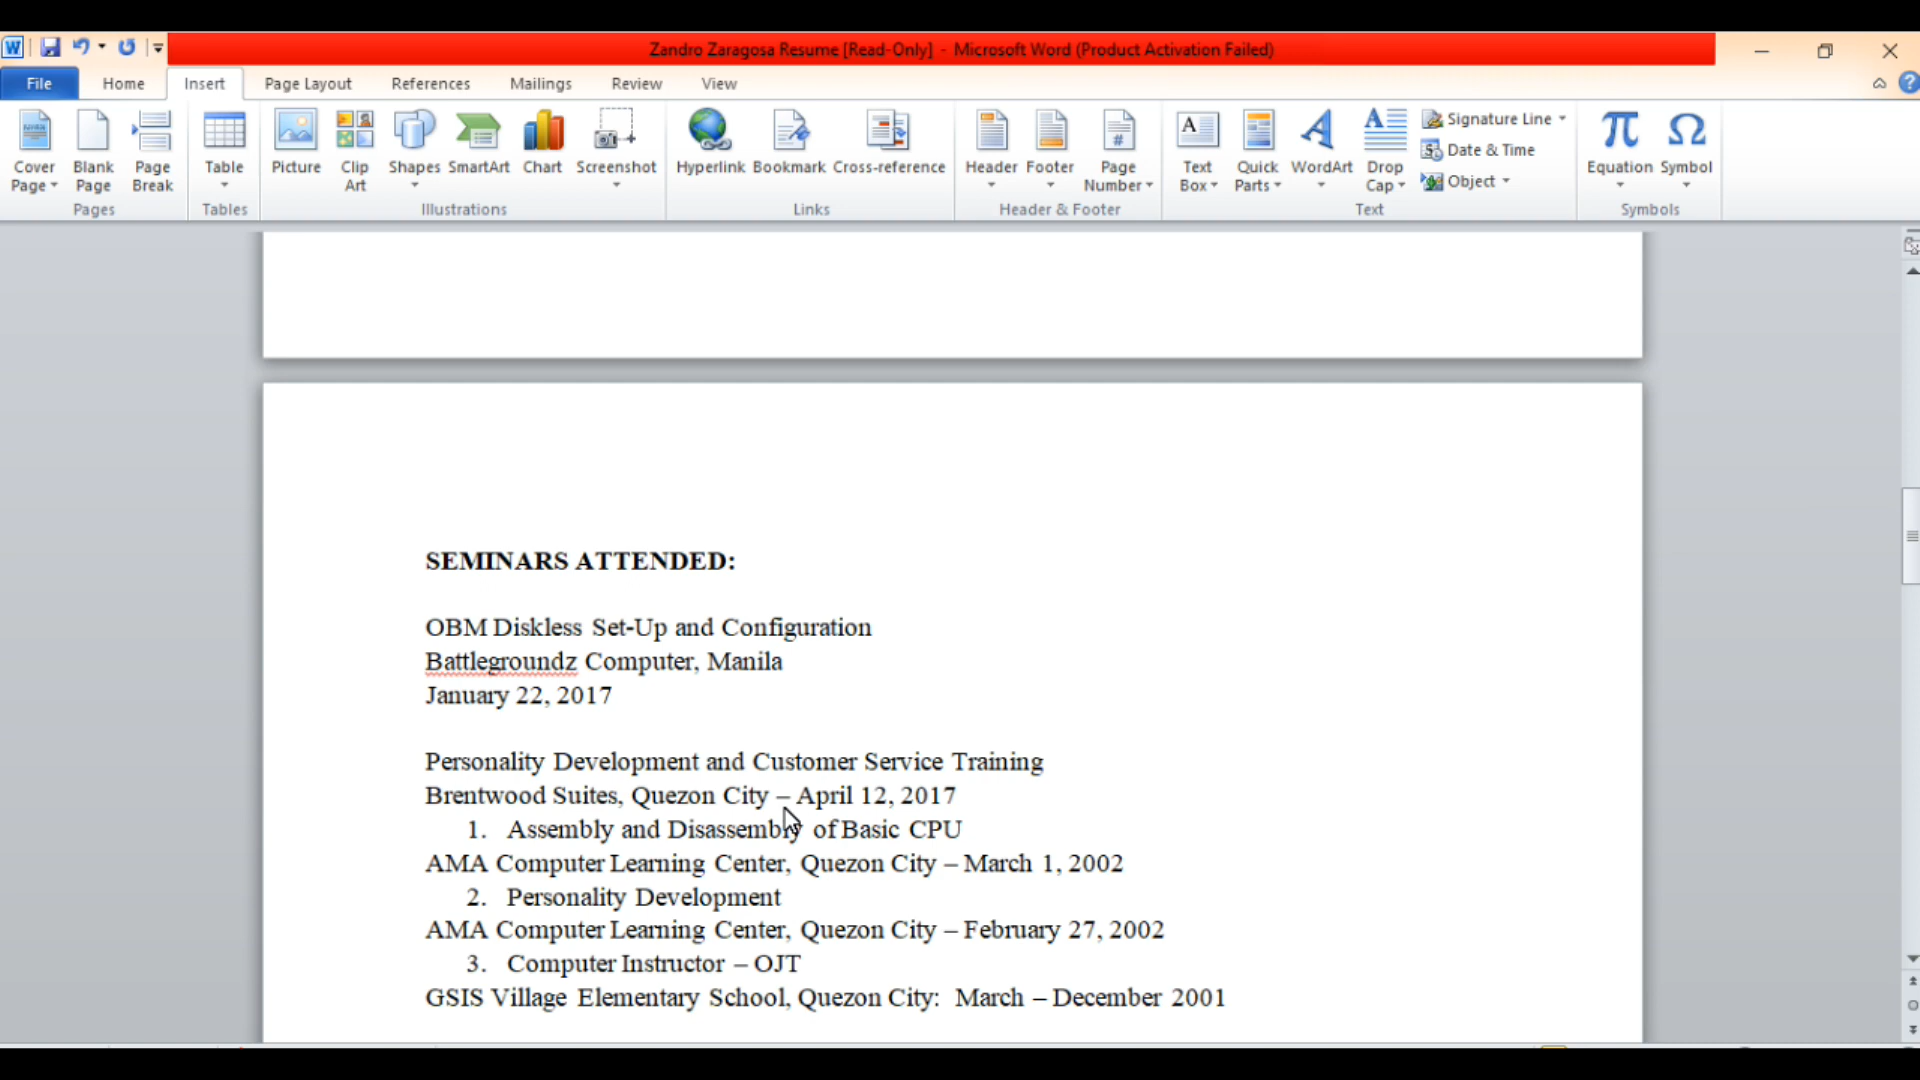 Zandro Zaragosa Resume [Read-Only] - Microsoft Word (Product Activation Failed)
File Home Insert Page Layout References Mailings Review View
Cover Page Blank Page Page Break Table Picture Clip Art Shapes SmartArt Chart Screenshot Hyperlink Bookmark Cross-reference Header Footer Page Number Text Box Quick Parts WordArt Drop Cap Signature Line Date & Time Object Equation Symbol
Pages Tables Illustrations Links Header & Footer Text Symbols
SEMINARS ATTENDED:
OBM Diskless Set-Up and Configuration
Battlegroundz Computer, Manila
January 22, 2017
Personality Development and Customer Service Training
Brentwood Suites, Quezon City – April 12, 2017
1. Assembly and Disassembly of Basic CPU
AMA Computer Learning Center, Quezon City – March 1, 2002
2. Personality Development
AMA Computer Learning Center, Quezon City – February 27, 2002
3. Computer Instructor – OJT
GSIS Village Elementary School, Quezon City: March – December 2001